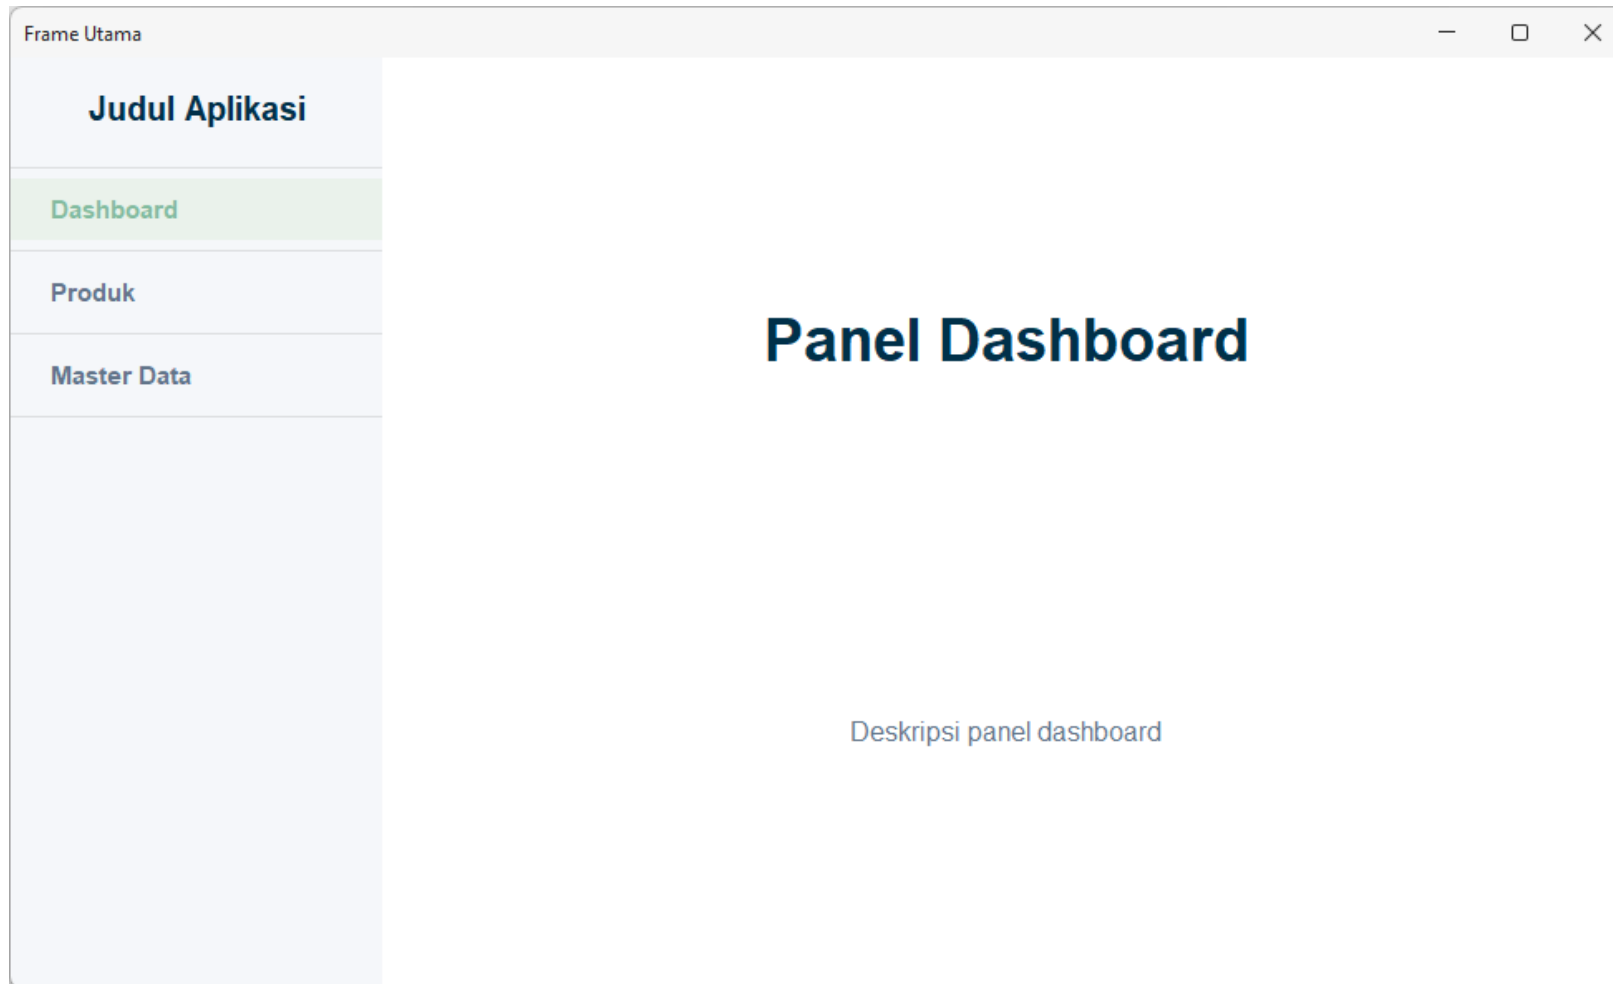 Frame Utama
Judul Aplikasi
Dashboard
Produk
Master Data
Panel Dashboard
Deskripsi panel dashboard